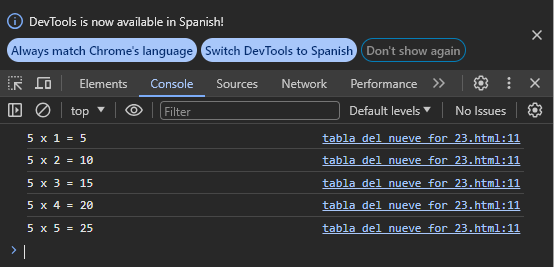 DevTools is now available in Spanish!
Always match Chrome's language Switch DevTools to Spanish Don't show again
Elements Console Sources Network Performance
top Filter Default levels No Issues
5 x 1 = 5 tabla del nueve for 23.html:11
5 x 2 = 10 tabla del nueve for 23.html:11
5 x 3 = 15 tabla del nueve for 23.html:11
5 x 4 = 20 tabla del nueve for 23.html:11
5 x 5 = 25 tabla del nueve for 23.html:11